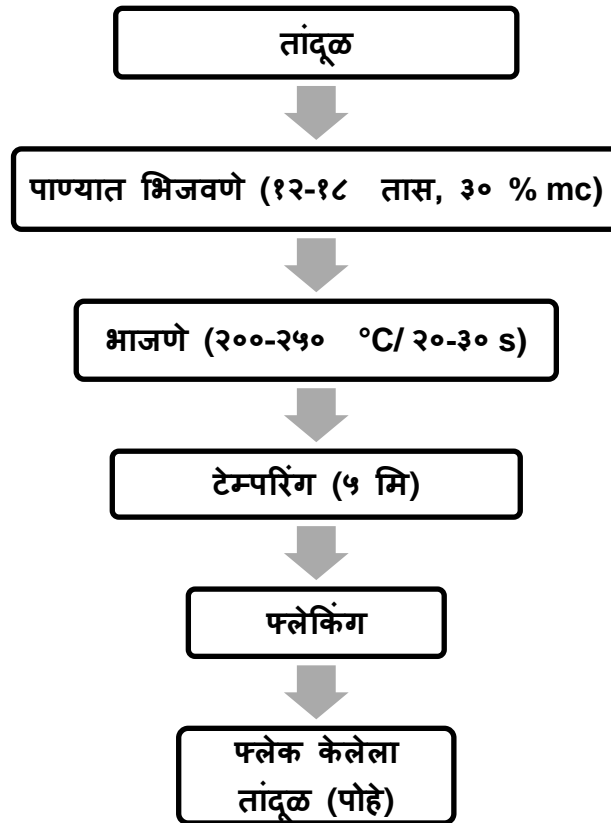 तांदूळ
पाण्यात भिजवणे (१२-१८ तास, ३० % mc)
भाजणे (२००-२५० °C/ २०-३० s)
टेम्परिंग (५ मि)
फ्लेकिंग
फ्लेक केलेला
तांदूळ (पोहे)